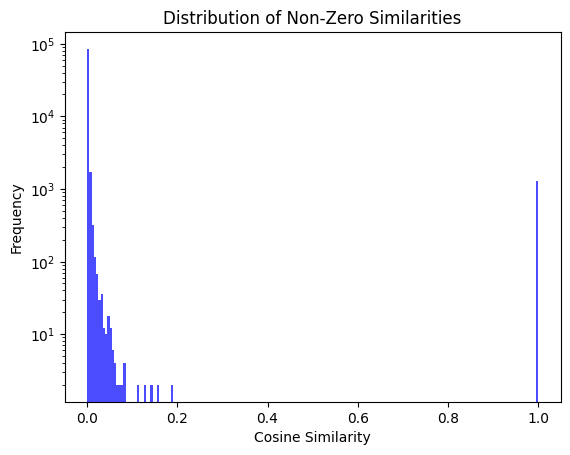 Distribution of Non-Zero Similarities
10^5
10^4
10^3
10^2
10^1
Frequency
0.0 0.2 0.4 0.6 0.8 1.0
Cosine Similarity